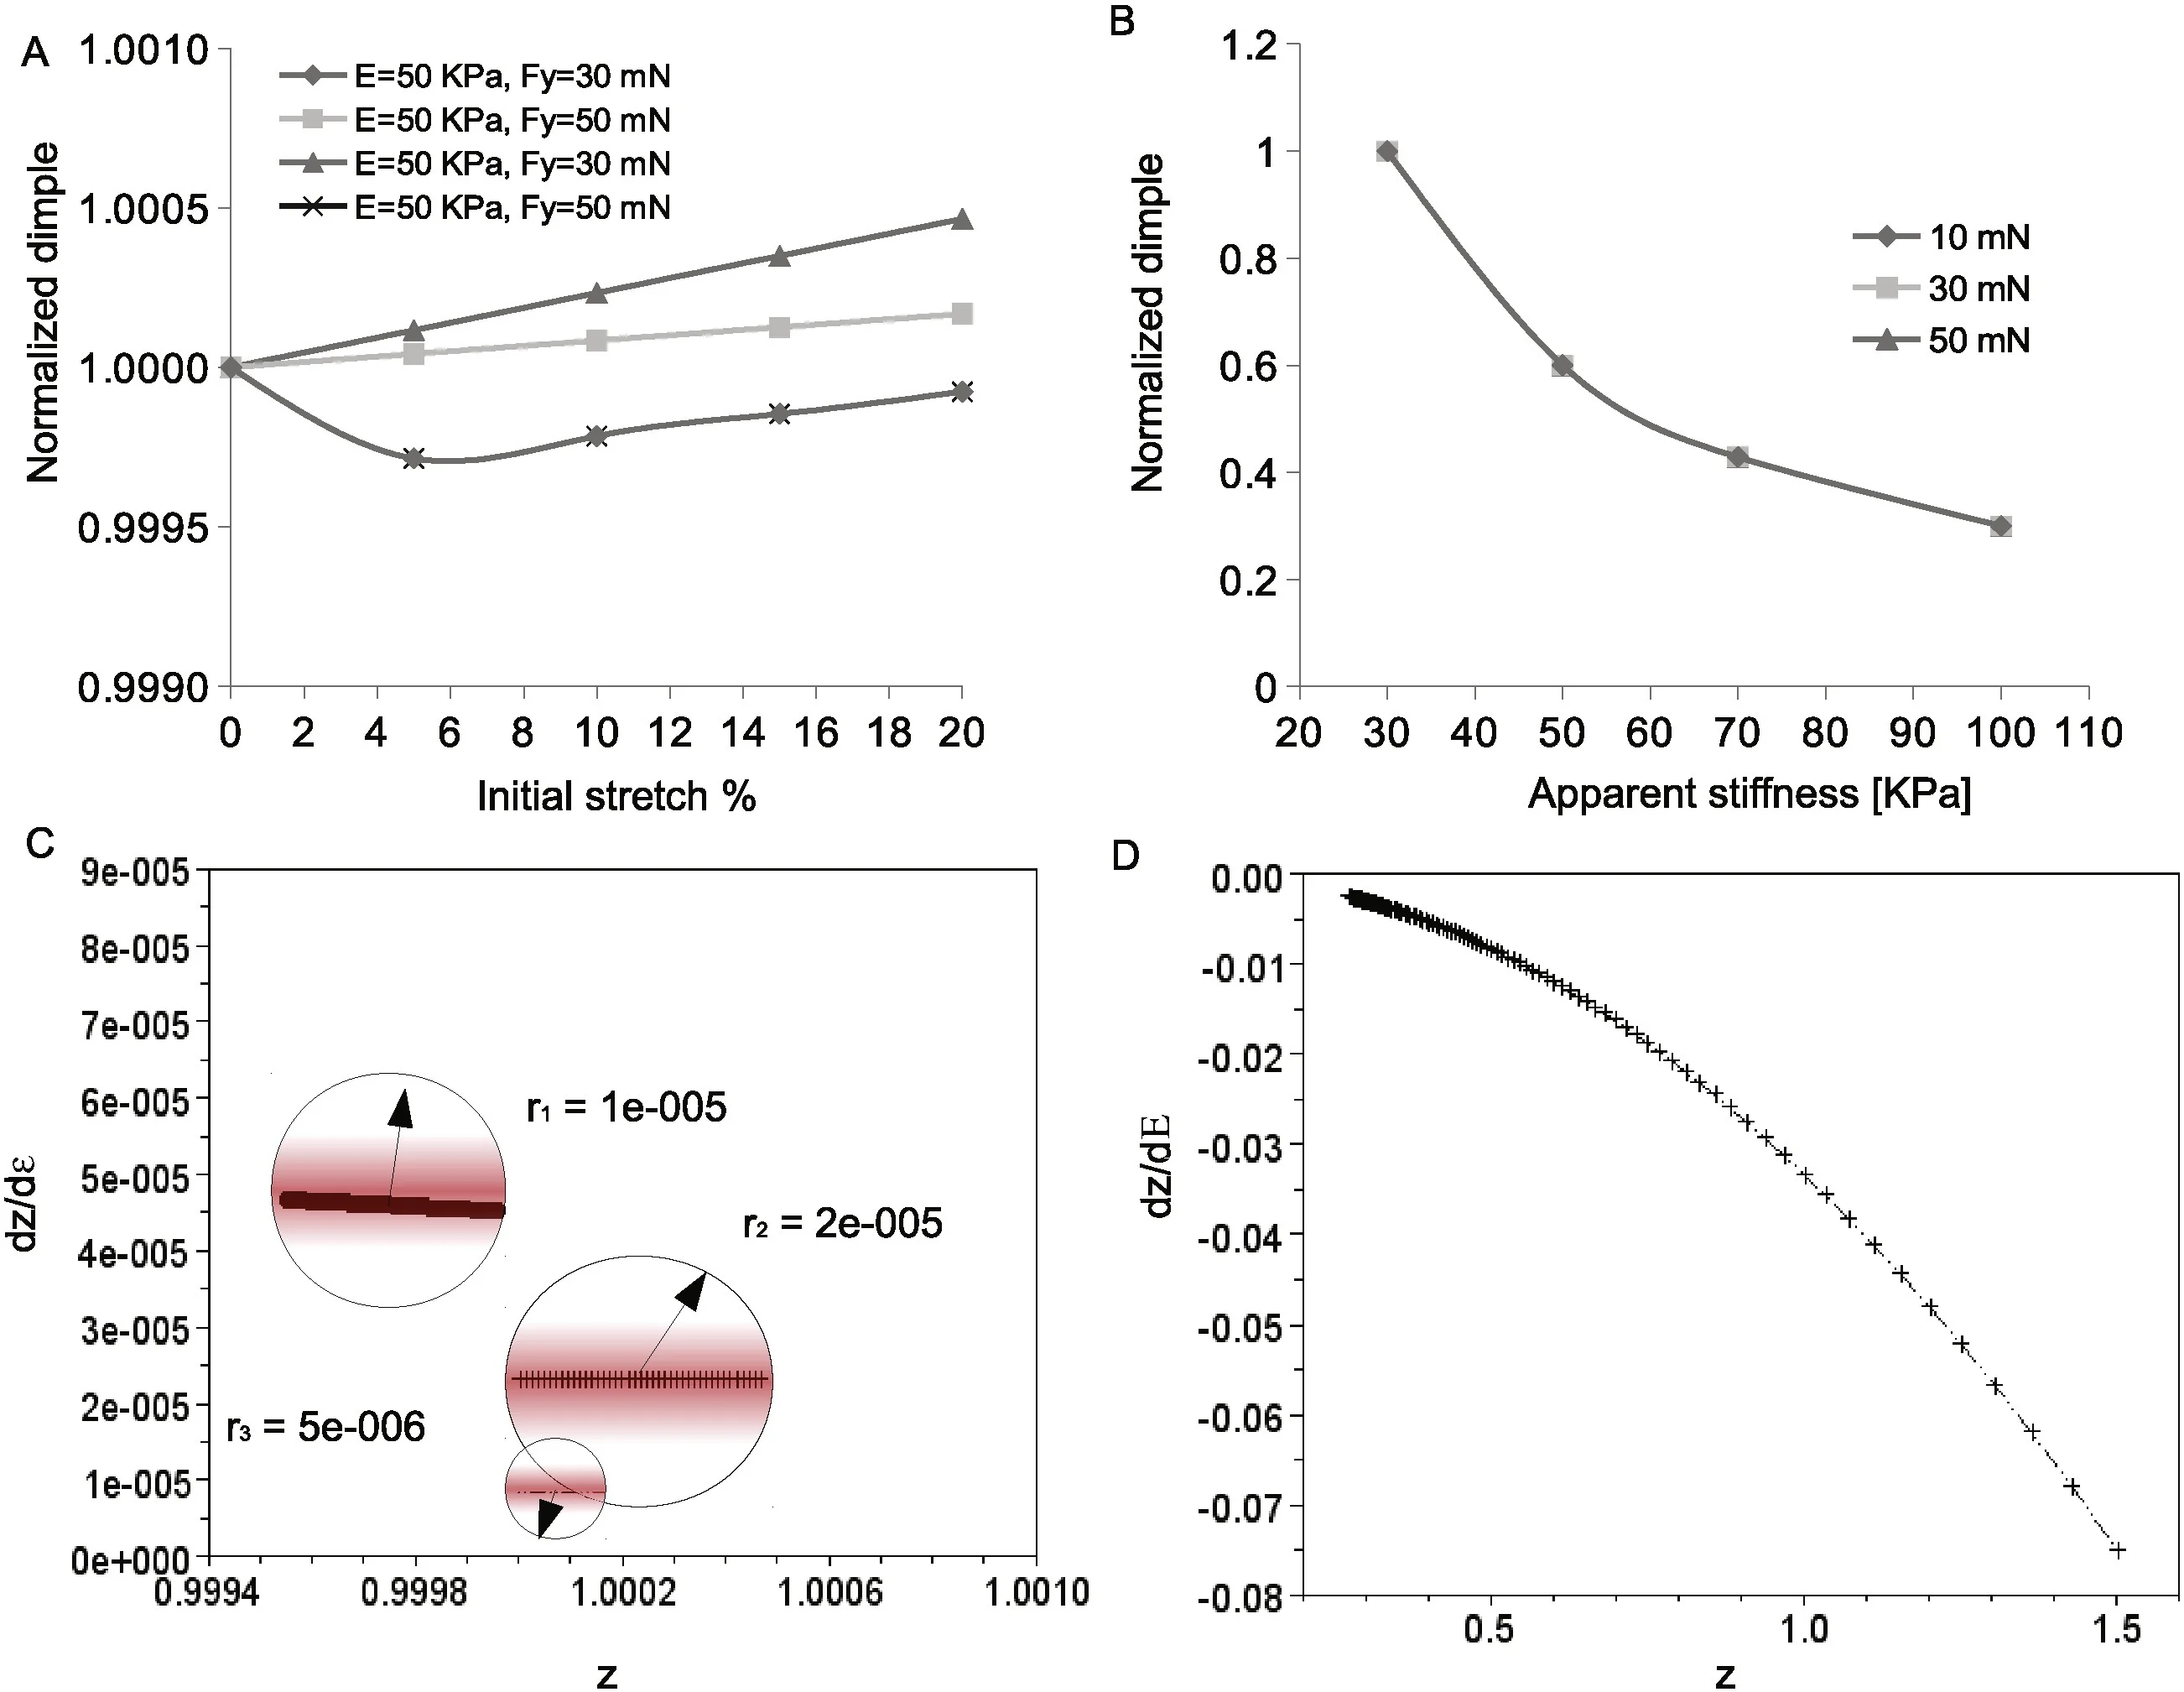 A
1.0010
1.0005
1.0000
0.9995
0.9990
Normalized dimple
E=50 KPa, Fy=30 mN
E=50 KPa, Fy=50 mN
E=50 KPa, Fy=30 mN
E=50 KPa, Fy=50 mN
0 2 4 6 8 10 12 14 16 18 20
Initial stretch %
B
1.2
1
0.8
0.6
0.4
0.2
0
Normalized dimple
10 mN
30 mN
50 mN
20 30 40 50 60 70 80 90 100 110
Apparent stiffness [KPa]
C
9e-005
8e-005
7e-005
6e-005
5e-005
4e-005
3e-005
2e-005
1e-005
0e+000
dz/dε
r₁ = 1e-005
r₂ = 2e-005
r₃ = 5e-006
0.9994 0.9998 1.0002 1.0006 1.0010
z
D
0.00
-0.01
-0.02
-0.03
-0.04
-0.05
-0.06
-0.07
-0.08
dz/dE
0.5 1.0 1.5
z